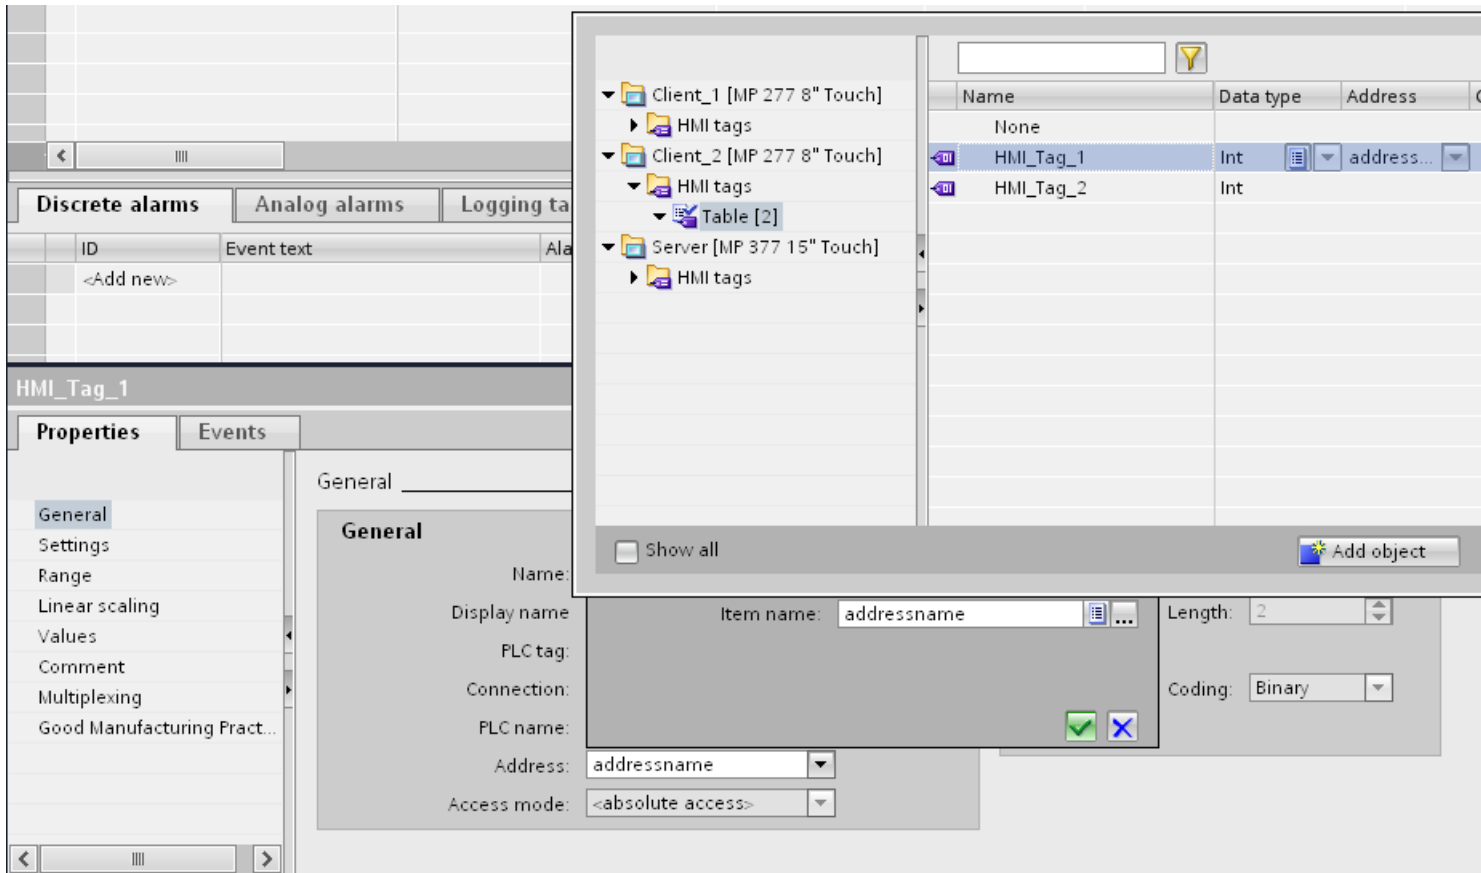 Client_1 [MP 277 8" Touch]
HMI tags
Client_2 [MP 277 8" Touch]
HMI tags
Table [2]
Server [MP 377 15" Touch]
HMI tags
Name Data type Address
None
HMI_Tag_1 Int address...
HMI_Tag_2 Int
Show all
Add object
Discrete alarms Analog alarms Logging ta
ID Event text Ala
<Add new>
HMI_Tag_1
Properties Events
General
Settings
Range
Linear scaling
Values
Comment
Multiplexing
Good Manufacturing Pract...
General
General
Name:
Display name
PLC tag:
Connection:
PLC name:
Address: addressname
Access mode: <absolute access>
Item name: addressname
...
Length: 2
Coding: Binary